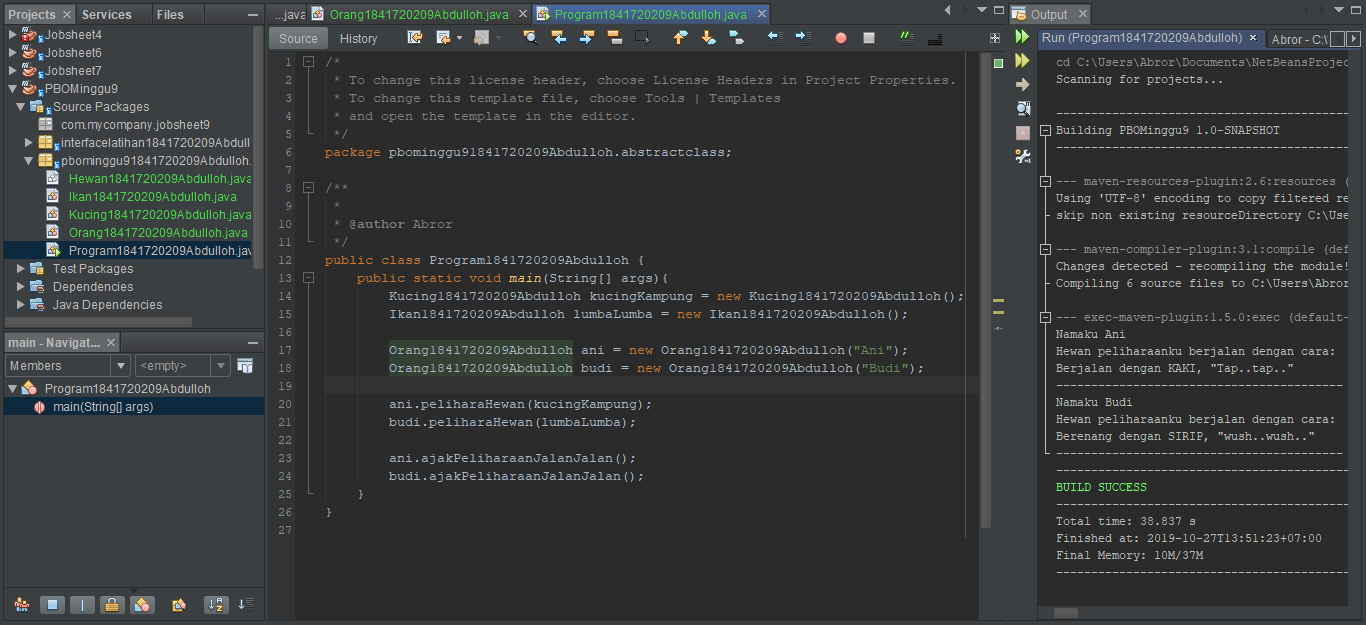 Projects
Services
Files
Jobsheet4
Jobsheet6
Jobsheet7
PBOMinggu9
Source Packages
com.mycompany.jobsheet9
interfacelatihan1841720209Abdull
pbominggu91841720209Abdulloh.
Hewan1841720209Abdulloh.java
Ikan1841720209Abdulloh.java
Kucing1841720209Abdulloh.java
Orang1841720209Abdulloh.java
Program1841720209Abdulloh.jav
Test Packages
Dependencies
Java Dependencies
main - Navigat...
Members
<empty>
Program1841720209Abdulloh
main(String[] args)
...java
Orang1841720209Abdulloh.java
Program1841720209Abdulloh.java
Source
History
1 /*
2 * To change this license header, choose License Headers in Project Properties.
3 * To change this template file, choose Tools | Templates
4 * and open the template in the editor.
5 */
6 package pbominggu91841720209Abdulloh.abstractclass;
7
8 /**
9 *
10 * @author Abror
11 */
12 public class Program1841720209Abdulloh {
13 public static void main(String[] args){
14 Kucing1841720209Abdulloh kucingKampung = new Kucing1841720209Abdulloh();
15 Ikan1841720209Abdulloh lumbaLumba = new Ikan1841720209Abdulloh();
16
17 Orang1841720209Abdulloh ani = new Orang1841720209Abdulloh("Ani");
18 Orang1841720209Abdulloh budi = new Orang1841720209Abdulloh("Budi");
19
20 ani.peliharaHewan(kucingKampung);
21 budi.peliharaHewan(lumbaLumba);
22
23 ani.ajakPeliharaanJalanJalan();
24 budi.ajakPeliharaanJalanJalan();
25 }
26 }
27
Output
Run (Program1841720209Abdulloh)
Abror - C:\
cd C:\Users\Abror\Documents\NetBeansProjec
Scanning for projects...
------------------------------------------
Building PBOMinggu9 1.0-SNAPSHOT
------------------------------------------
--- maven-resources-plugin:2.6:resources (
Using 'UTF-8' encoding to copy filtered re
skip non existing resourceDirectory C:\Use
--- maven-compiler-plugin:3.1:compile (def
Changes detected - recompiling the module!
Compiling 6 source files to C:\Users\Abror
--- exec-maven-plugin:1.5.0:exec (default-
Namaku Ani
Hewan peliharaanku berjalan dengan cara:
Berjalan dengan KAKI, "Tap..tap.."
-----------------------------------------
Namaku Budi
Hewan peliharaanku berjalan dengan cara:
Berenang dengan SIRIP, "wush..wush.."
-----------------------------------------
------------------------------------------
BUILD SUCCESS
------------------------------------------
Total time: 38.837 s
Finished at: 2019-10-27T13:51:23+07:00
Final Memory: 10M/37M
------------------------------------------